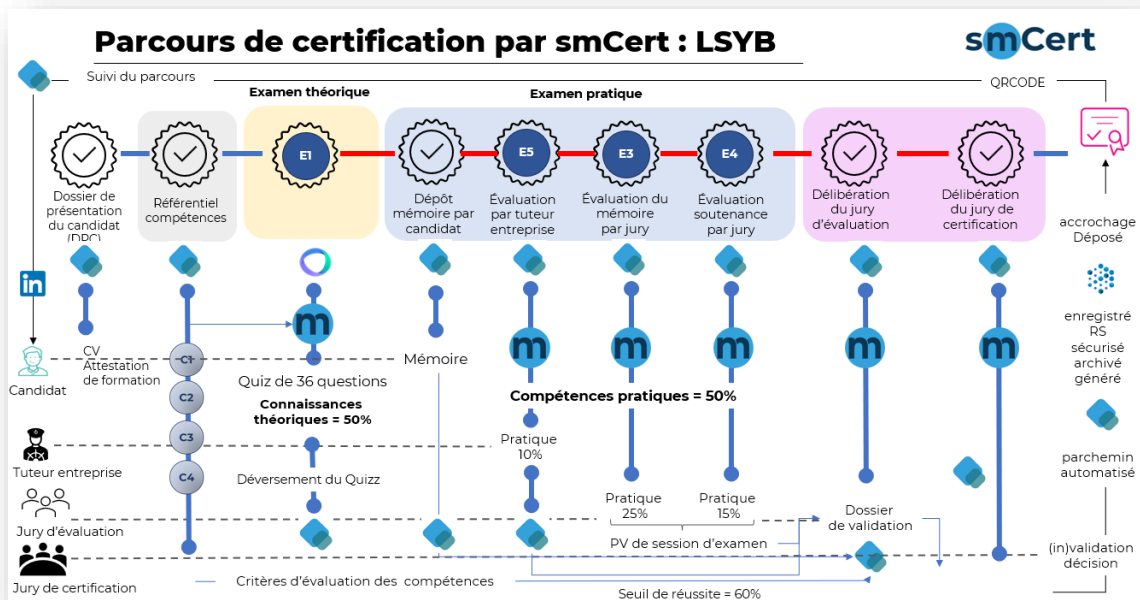 Parcours de certification par smCert : LSYB
smCert
Suivi du parcours
QRCODE
Examen théorique
Examen pratique
E1
E5
E3
E4
Dossier de
présentation
du candidat
(DPC)
Référentiel
compétences
Dépôt
mémoire par
candidat
Évaluation
par tuteur
entreprise
Évaluation du
mémoire
par jury
Évaluation
soutenance
par jury
Délibération
du jury
d'évaluation
Délibération
du jury de
certification
accrochage
Déposé
in
m
m
m
m
m
m
enregistré
RS
sécurisé
archivé
généré
CV
Attestation
de formation
C1
C2
C3
C4
Mémoire
Candidat
Quiz de 36 questions
Connaissances
théoriques = 50%
Compétences pratiques = 50%
Pratique
10%
parchemin
automatisé
Tuteur entreprise
Déversement du Quizz
Pratique
25%
Pratique
15%
Dossier
de validation
Jury d'évaluation
PV de session d'examen
(in)validation
décision
Jury de certification
Critères d'évaluation des compétences
Seuil de réussite = 60%